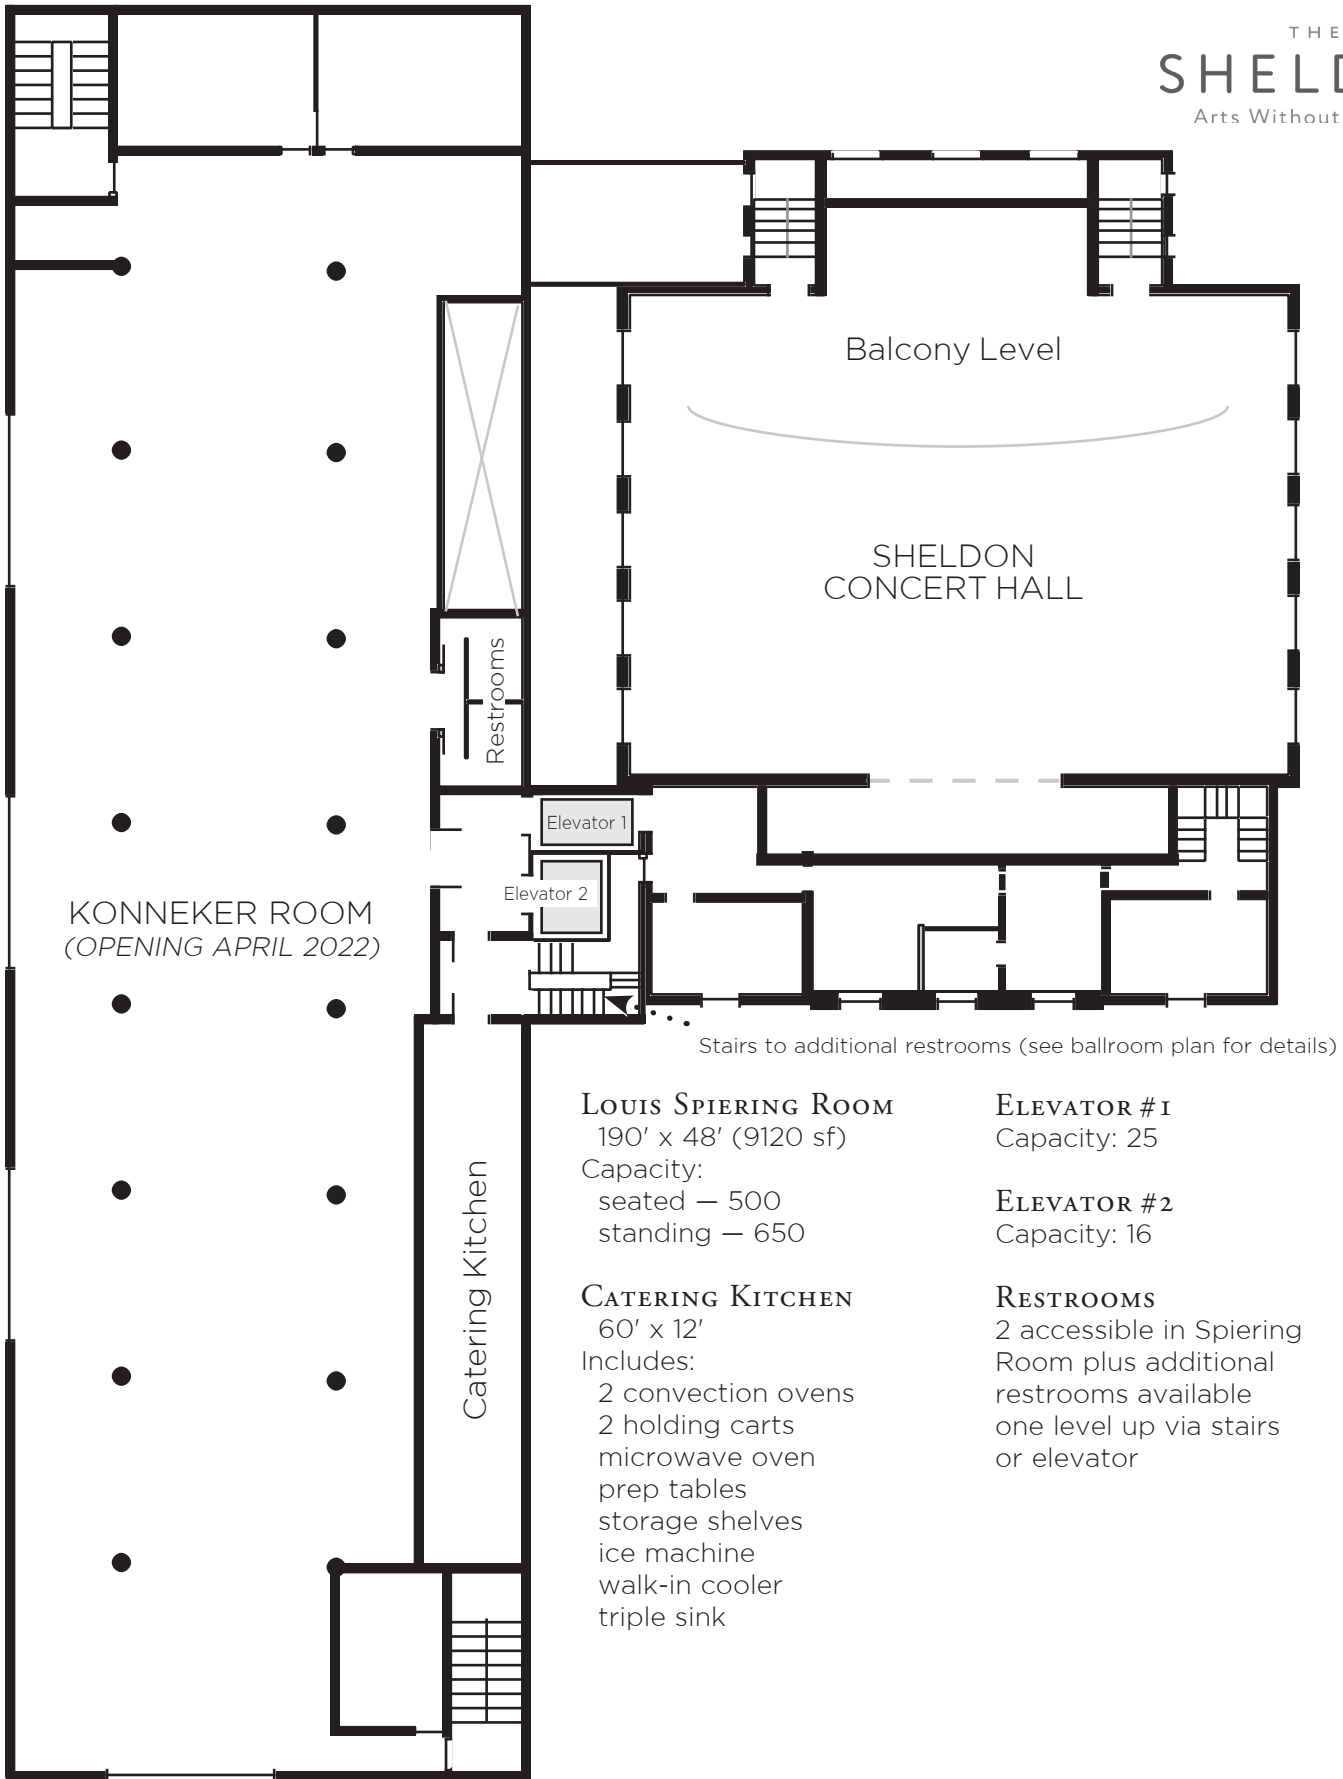 THE
SHELD
Arts Without
Balcony Level
SHELDON
CONCERT HALL
Restrooms
Elevator 1
Elevator 2
KONNEKER ROOM
(OPENING APRIL 2022)
Stairs to additional restrooms (see ballroom plan for details)
Catering Kitchen
LOUIS SPIERING ROOM
190' x 48' (9120 sf)
Capacity:
seated — 500
standing — 650
CATERING KITCHEN
60' x 12'
Includes:
2 convection ovens
2 holding carts
microwave oven
prep tables
storage shelves
ice machine
walk-in cooler
triple sink
ELEVATOR #1
Capacity: 25
ELEVATOR #2
Capacity: 16
RESTROOMS
2 accessible in Spiering
Room plus additional
restrooms available
one level up via stairs
or elevator